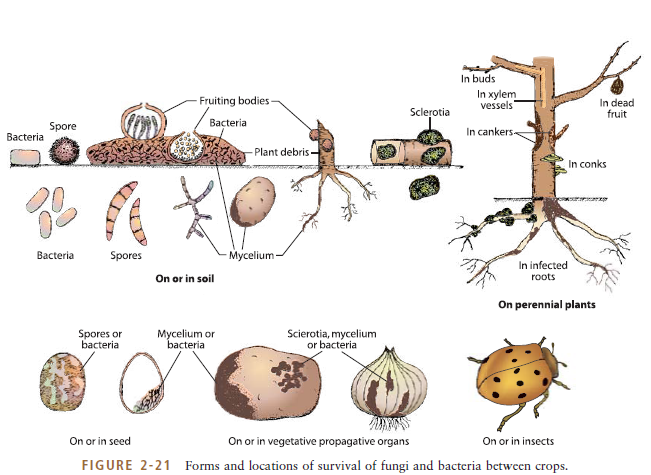 Fruiting bodies
Bacteria
Spore
Bacteria
Plant debris
Sclerotia
Bacteria
Spores
Mycelium
On or in soil
In buds
In xylem
vessels
In dead
fruit
In cankers
In conks
In infected
roots
On perennial plants
Spores or
bacteria
Mycelium or
bacteria
Scierotia, mycelium
or bacteria
On or in seed
On or in vegetative propagative organs
On or in insects
FIGURE 2-21 Forms and locations of survival of fungi and bacteria between crops.